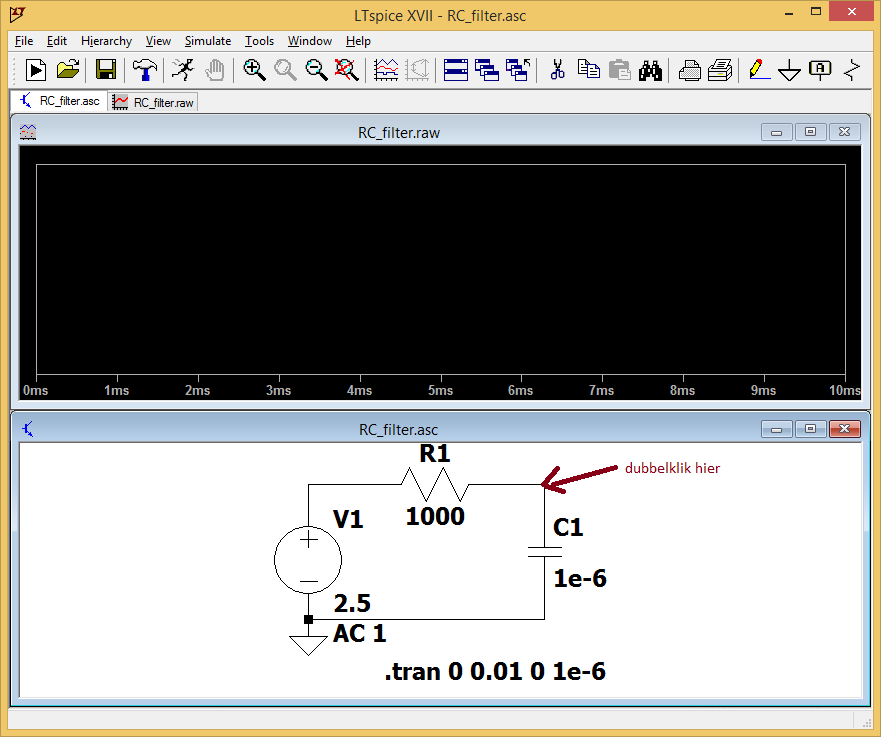 LTspice XVII - RC_filter.asc
File Edit Hierarchy View Simulate Tools Window Help
RC_filter.asc RC_filter.raw
RC_filter.raw
0ms 1ms 2ms 3ms 4ms 5ms 6ms 7ms 8ms 9ms 10ms
RC_filter.asc
R1
dubbelklik hier
1000
V1
C1
1e-6
2.5
AC 1
.tran 0 0.01 0 1e-6